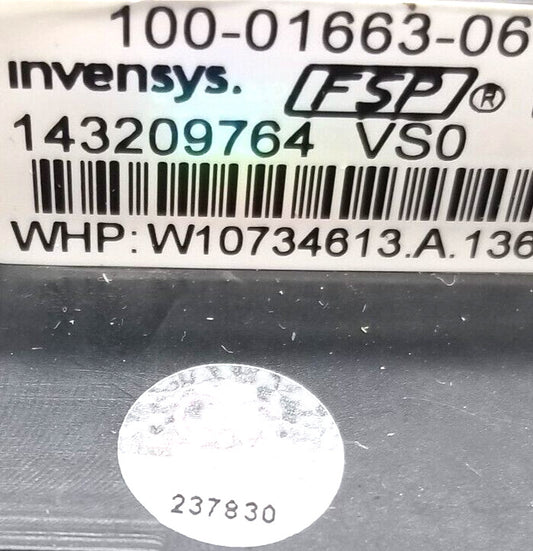 100-01663-06
invensys. FSP®
143209764 VS0
WHP: W10734613.A.136
237830